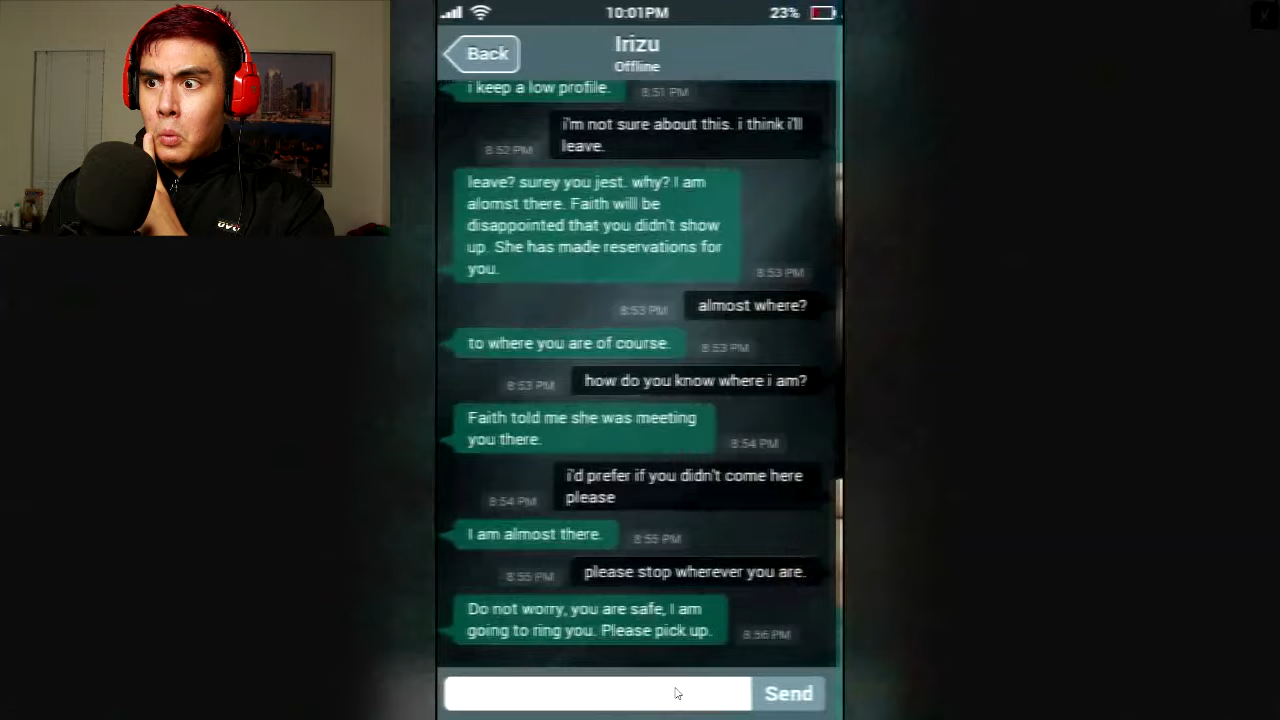 10:01PM
23%
Back
Irizu
Offline
i keep a low profile.
8:51 PM
i'm not sure about this. i think i'll
leave.
8:52 PM
leave? surey you jest. why? I am
alomst there. Faith will be
disappointed that you didn't show
up. She has made reservations for
you.
8:53 PM
almost where?
8:53 PM
to where you are of course.
8:53 PM
how do you know where i am?
8:53 PM
Faith told me she was meeting
you there.
8:54 PM
i'd prefer if you didn't come here
please
8:54 PM
I am almost there.
8:55 PM
please stop wherever you are.
8:55 PM
Do not worry, you are safe, I am
going to ring you. Please pick up.
8:56 PM
Send